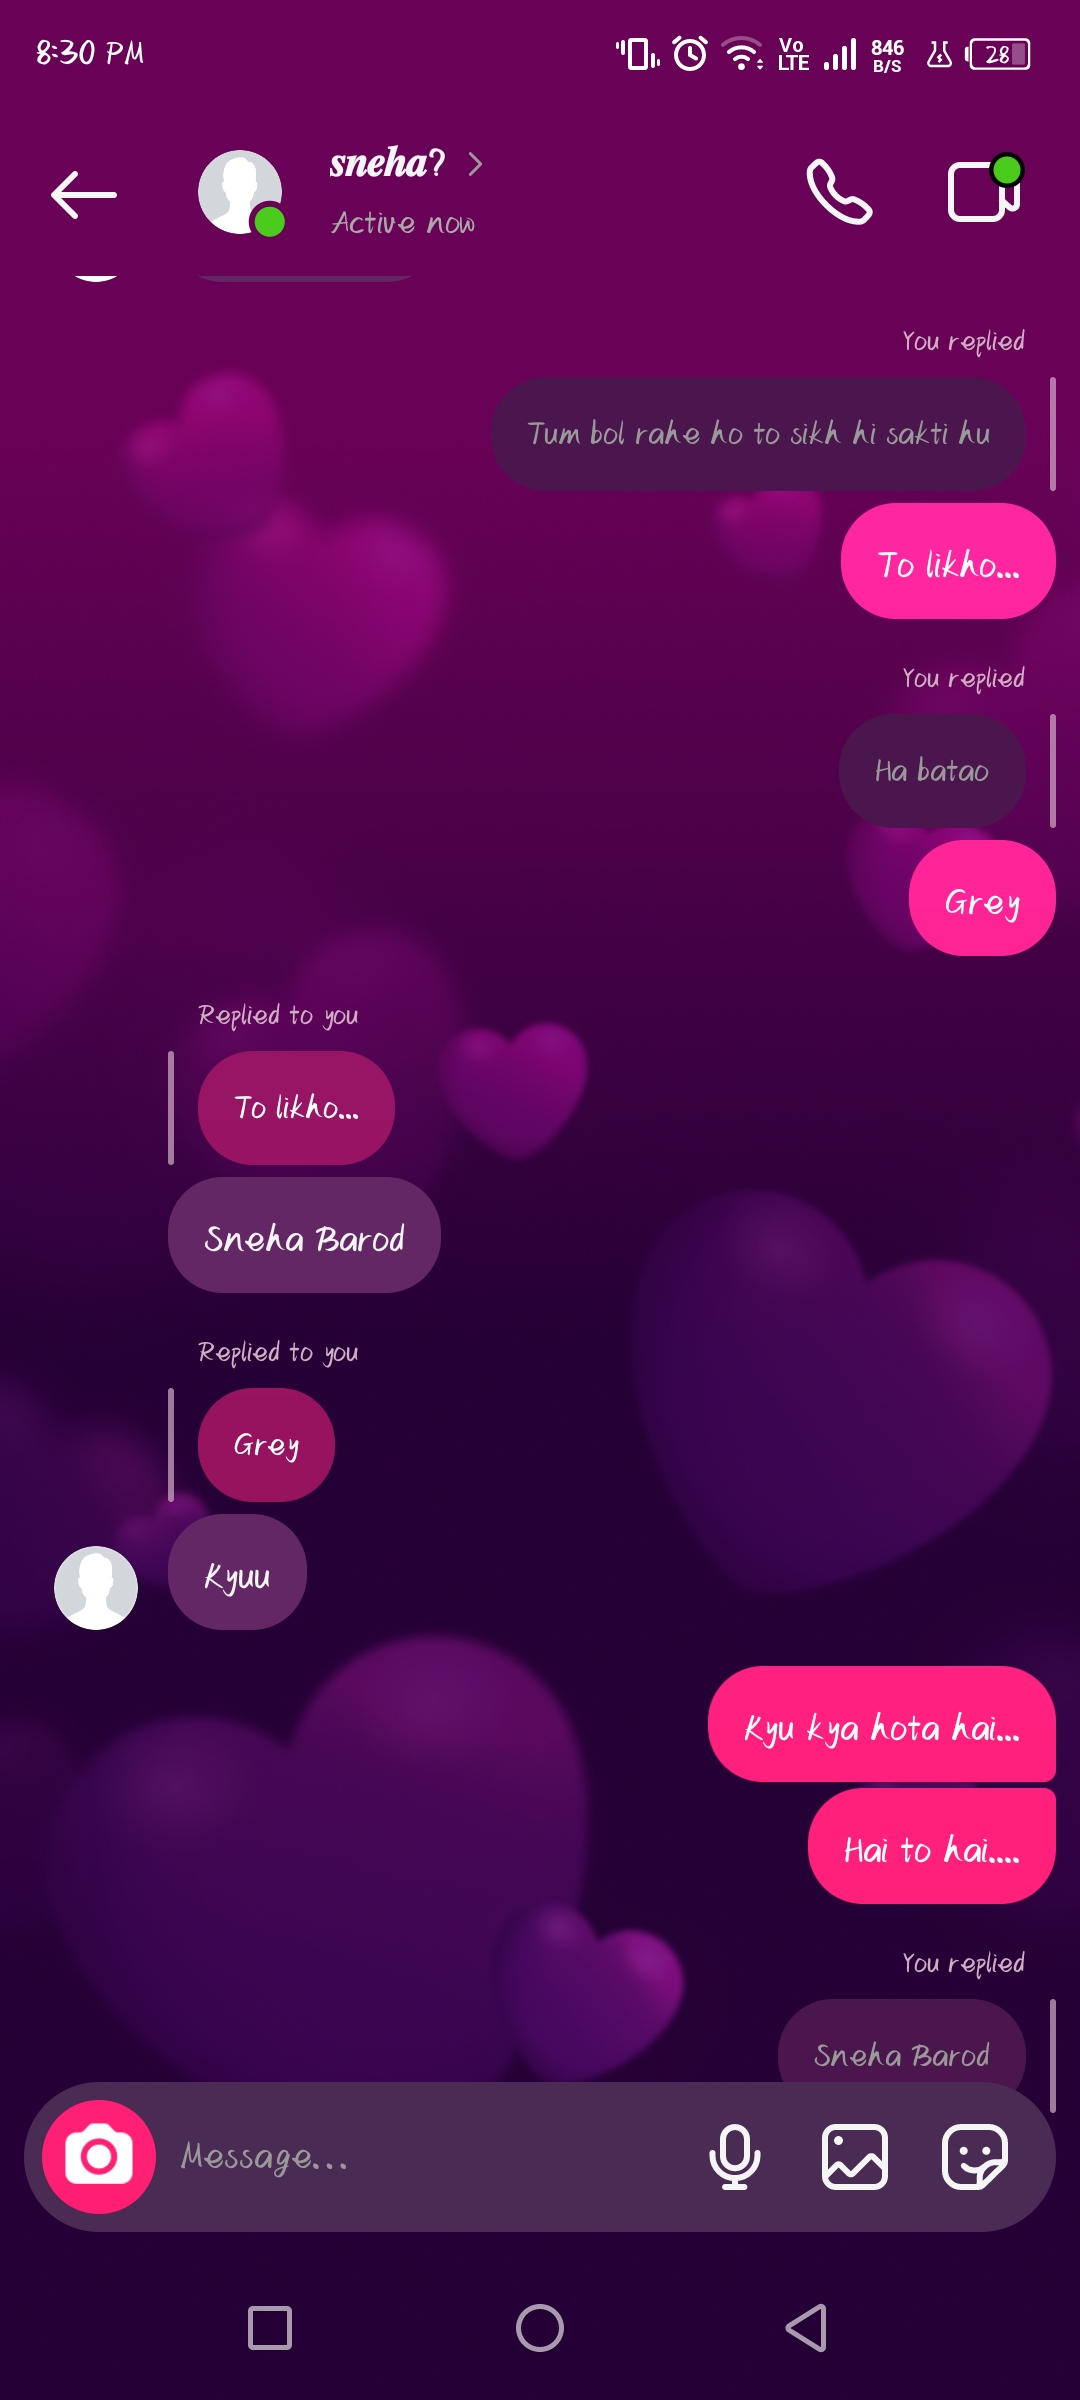 8:30 PM
Vo LTE 846 B/S 28
sneha?
Active now
You replied
Tum bol rahe ho to sikh hi sakti hu
To likho...
You replied
Ha batao
Grey
Replied to you
To likho...
Sneha Barod
Replied to you
Grey
Kyuu
Kyu kya hota hai...
Hai to hai....
You replied
Sneha Barod
Message...